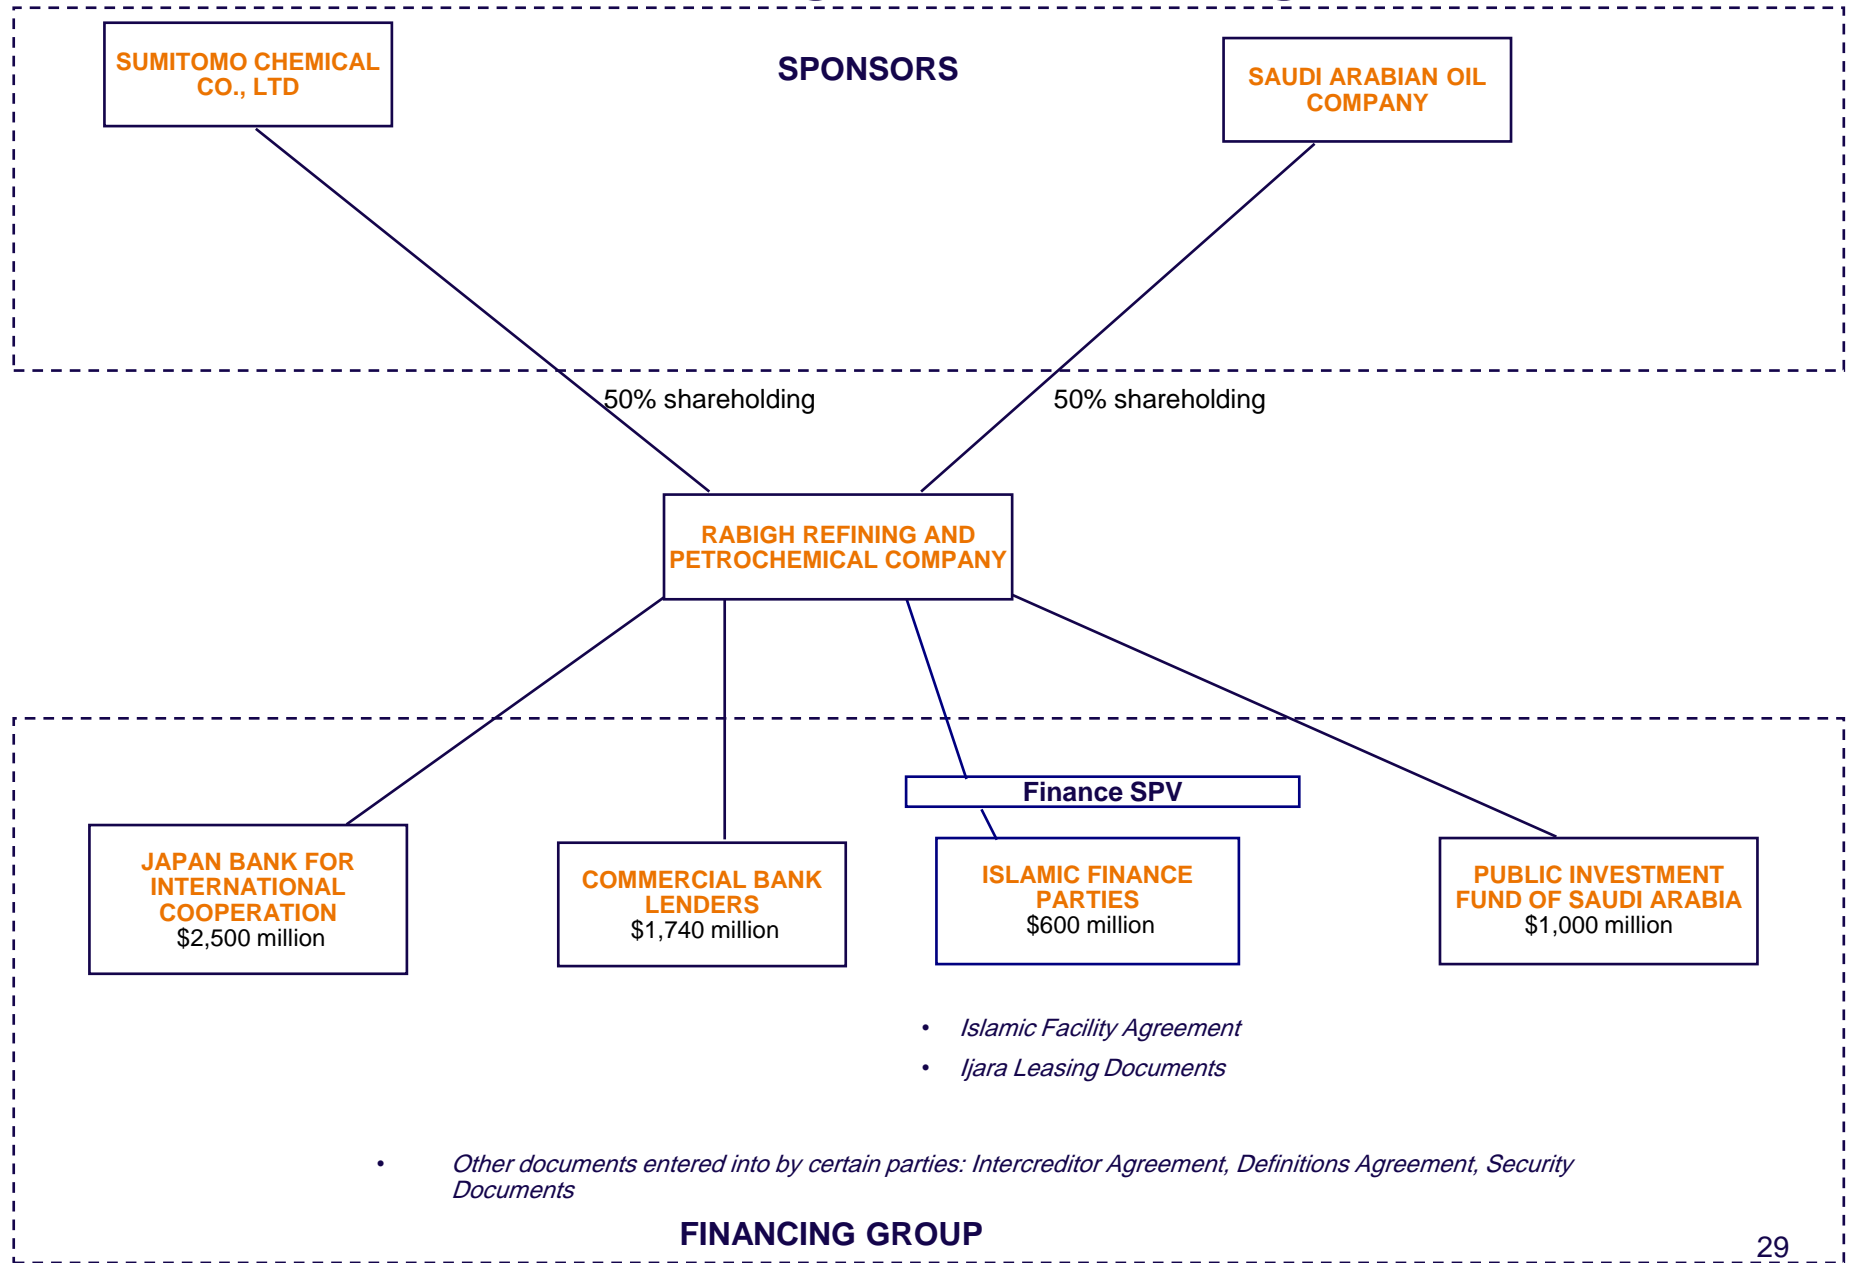 SUMITOMO CHEMICAL
CO., LTD
SPONSORS
SAUDI ARABIAN OIL
COMPANY
50% shareholding
50% shareholding
RABIGH REFINING AND
PETROCHEMICAL COMPANY
Finance SPV
JAPAN BANK FOR
INTERNATIONAL
COOPERATION
$2,500 million
COMMERCIAL BANK
LENDERS
$1,740 million
ISLAMIC FINANCE
PARTIES
$600 million
PUBLIC INVESTMENT
FUND OF SAUDI ARABIA
$1,000 million
• Islamic Facility Agreement
• Ijara Leasing Documents
• Other documents entered into by certain parties: Intercreditor Agreement, Definitions Agreement, Security
Documents
FINANCING GROUP
29